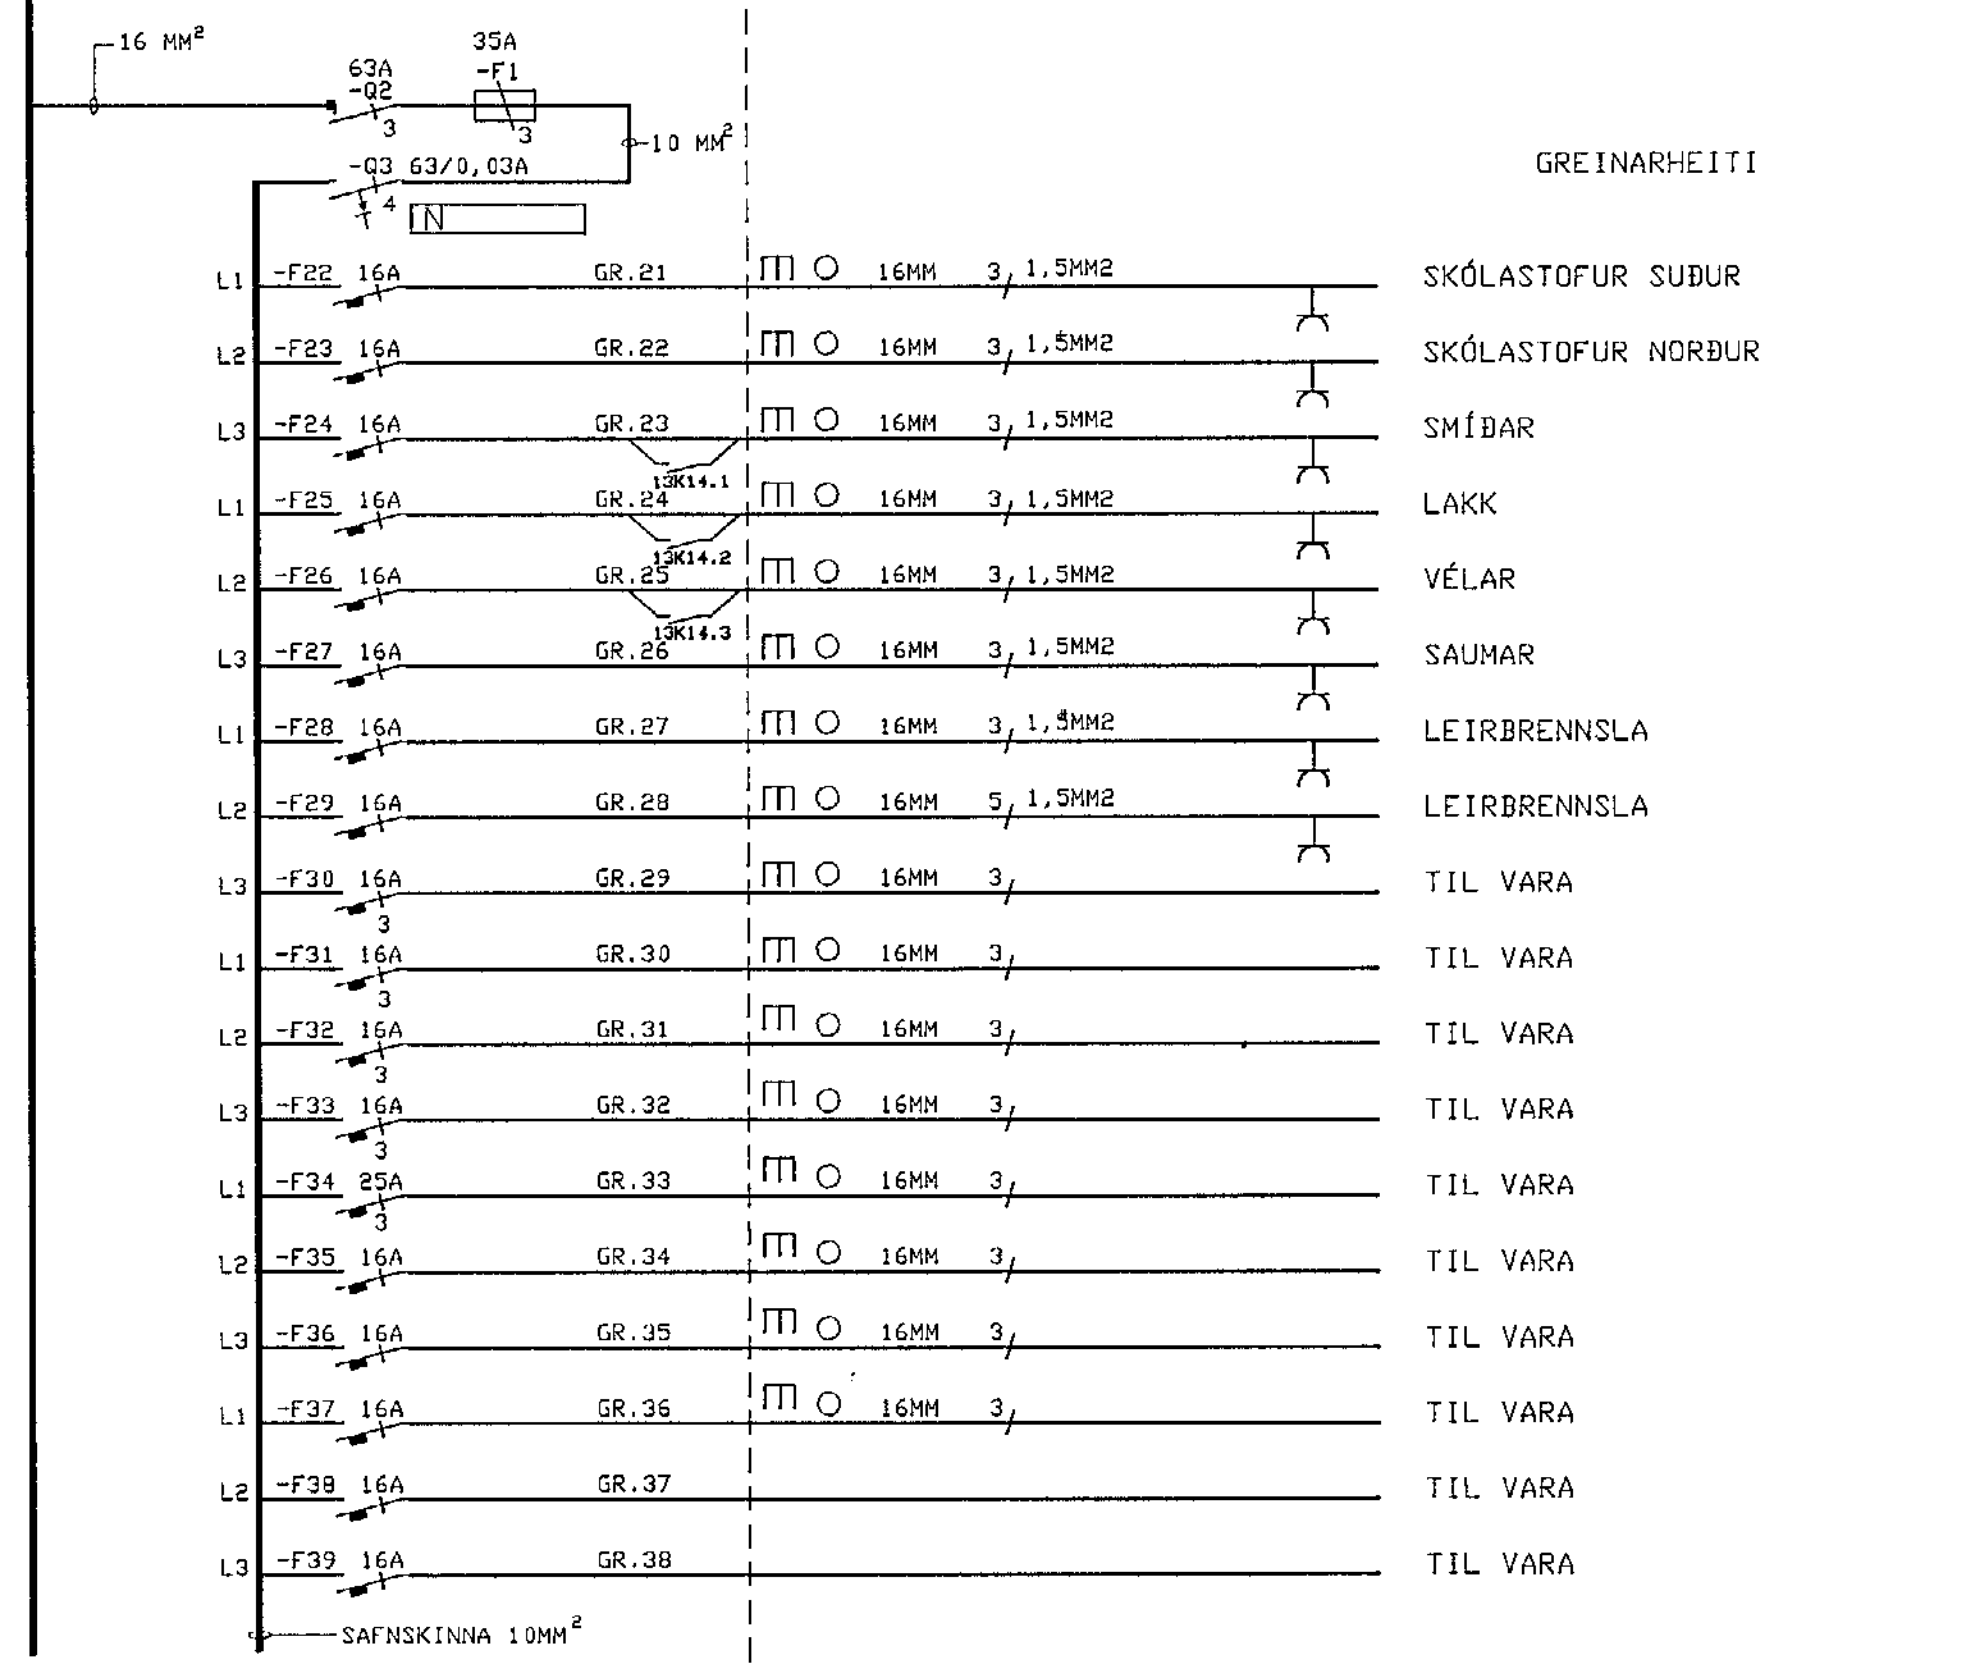 16 MM²
35A
63A -F1
-Q2
3 3
10 MM²
-Q3 63/0,03A
GREINARHEITI
4 IN
L1 -F22 16A GR.21 16MM 3 1,5MM2 SKÓLASTOFUR SUÐUR
L2 -F23 16A GR.22 16MM 3 1,5MM2 SKÓLASTOFUR NORÐUR
L3 -F24 16A GR.23 16MM 3 1,5MM2 SMÍÐAR
13K14.1
L1 -F25 16A GR.24 16MM 3 1,5MM2 LAKK
13K14.2
L2 -F26 16A GR.25 16MM 3 1,5MM2 VÉLAR
13K14.3
L3 -F27 16A GR.26 16MM 3 1,5MM2 SAUMAR
L1 -F28 16A GR.27 16MM 3 1,5MM2 LEIRBRENNSLA
L2 -F29 16A GR.28 16MM 5 1,5MM2 LEIRBRENNSLA
L3 -F30 16A GR.29 16MM 3 TIL VARA
3
L1 -F31 16A GR.30 16MM 3 TIL VARA
3
L2 -F32 16A GR.31 16MM 3 TIL VARA
3
L3 -F33 16A GR.32 16MM 3 TIL VARA
3
L1 -F34 25A GR.33 16MM 3 TIL VARA
3
L2 -F35 16A GR.34 16MM 3 TIL VARA
L3 -F36 16A GR.35 16MM 3 TIL VARA
L1 -F37 16A GR.36 16MM 3 TIL VARA
L2 -F38 16A GR.37 TIL VARA
L3 -F39 16A GR.38 TIL VARA
SAFNSKINNA 10MM²